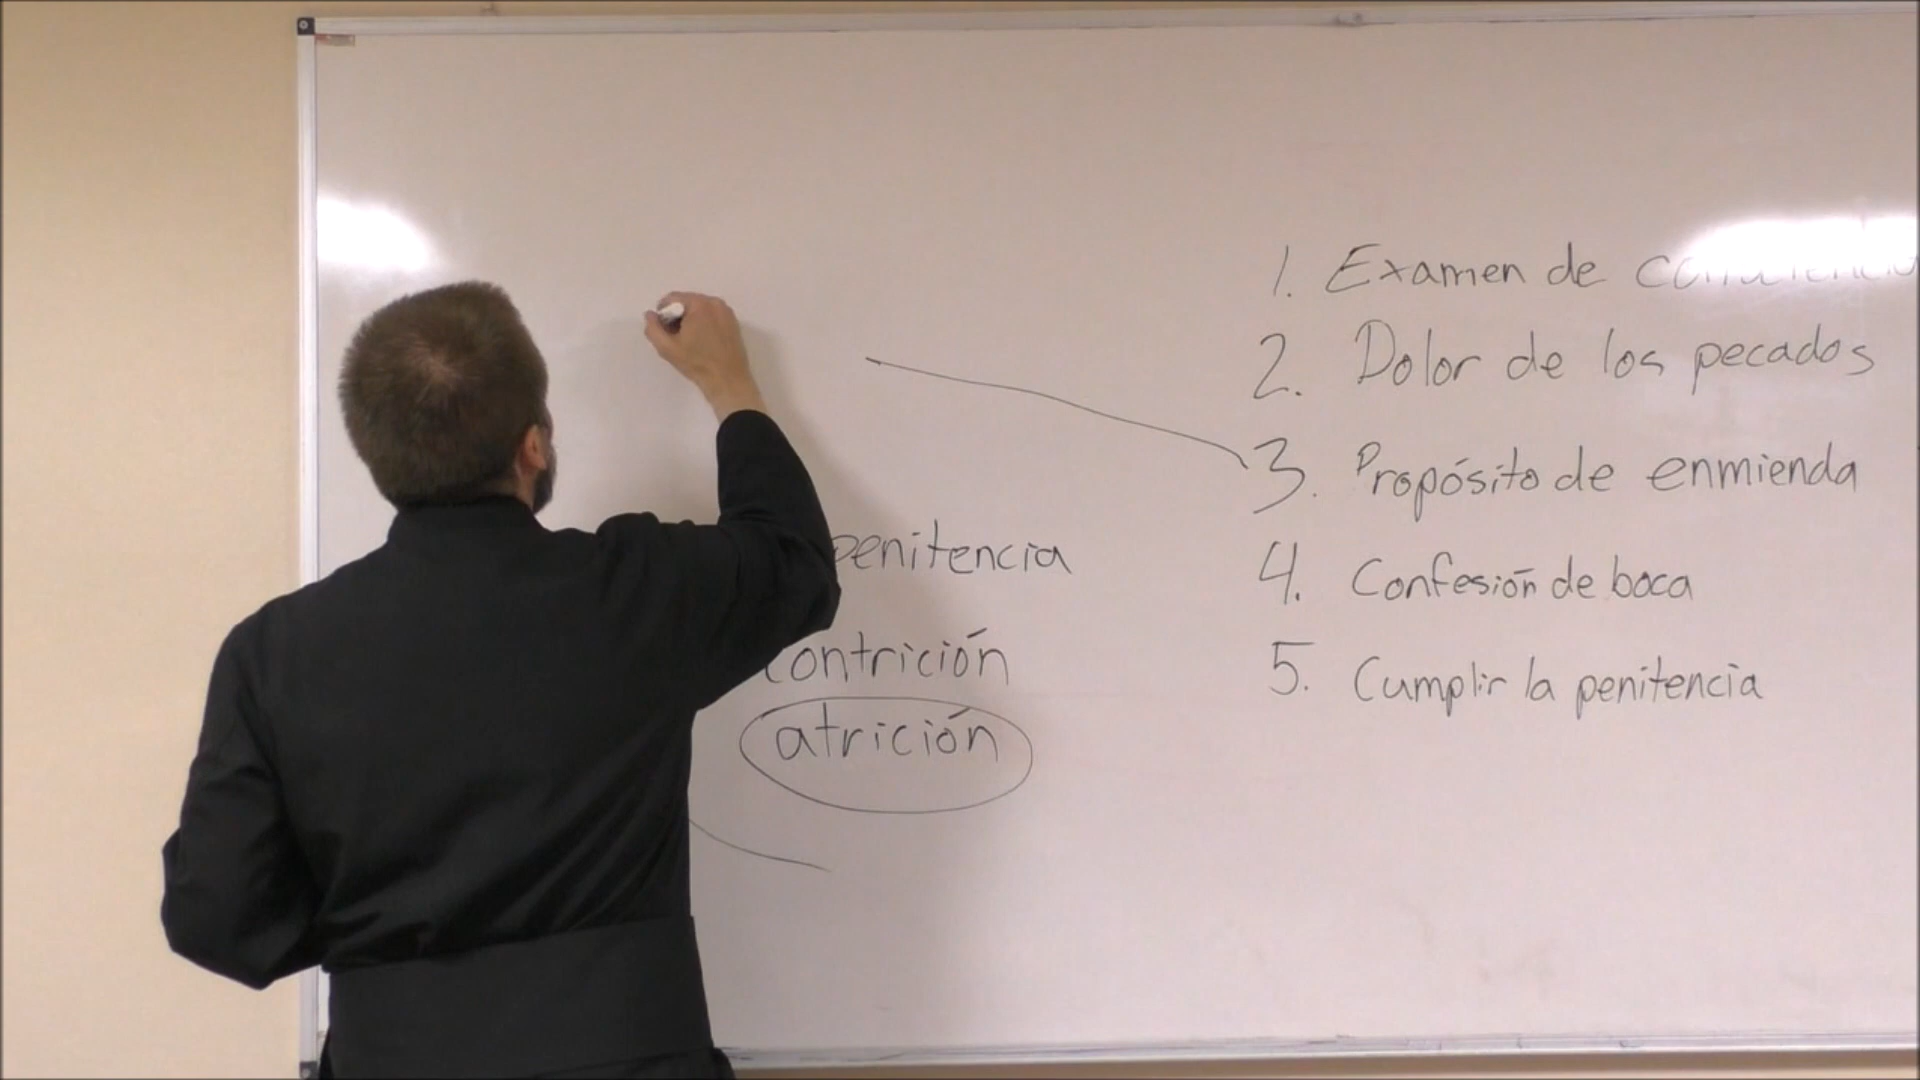 penitencia
contrición
atrición
1. Examen de conciencia
2. Dolor de los pecados
3. Propósito de enmienda
4. Confesión de boca
5. Cumplir la penitencia